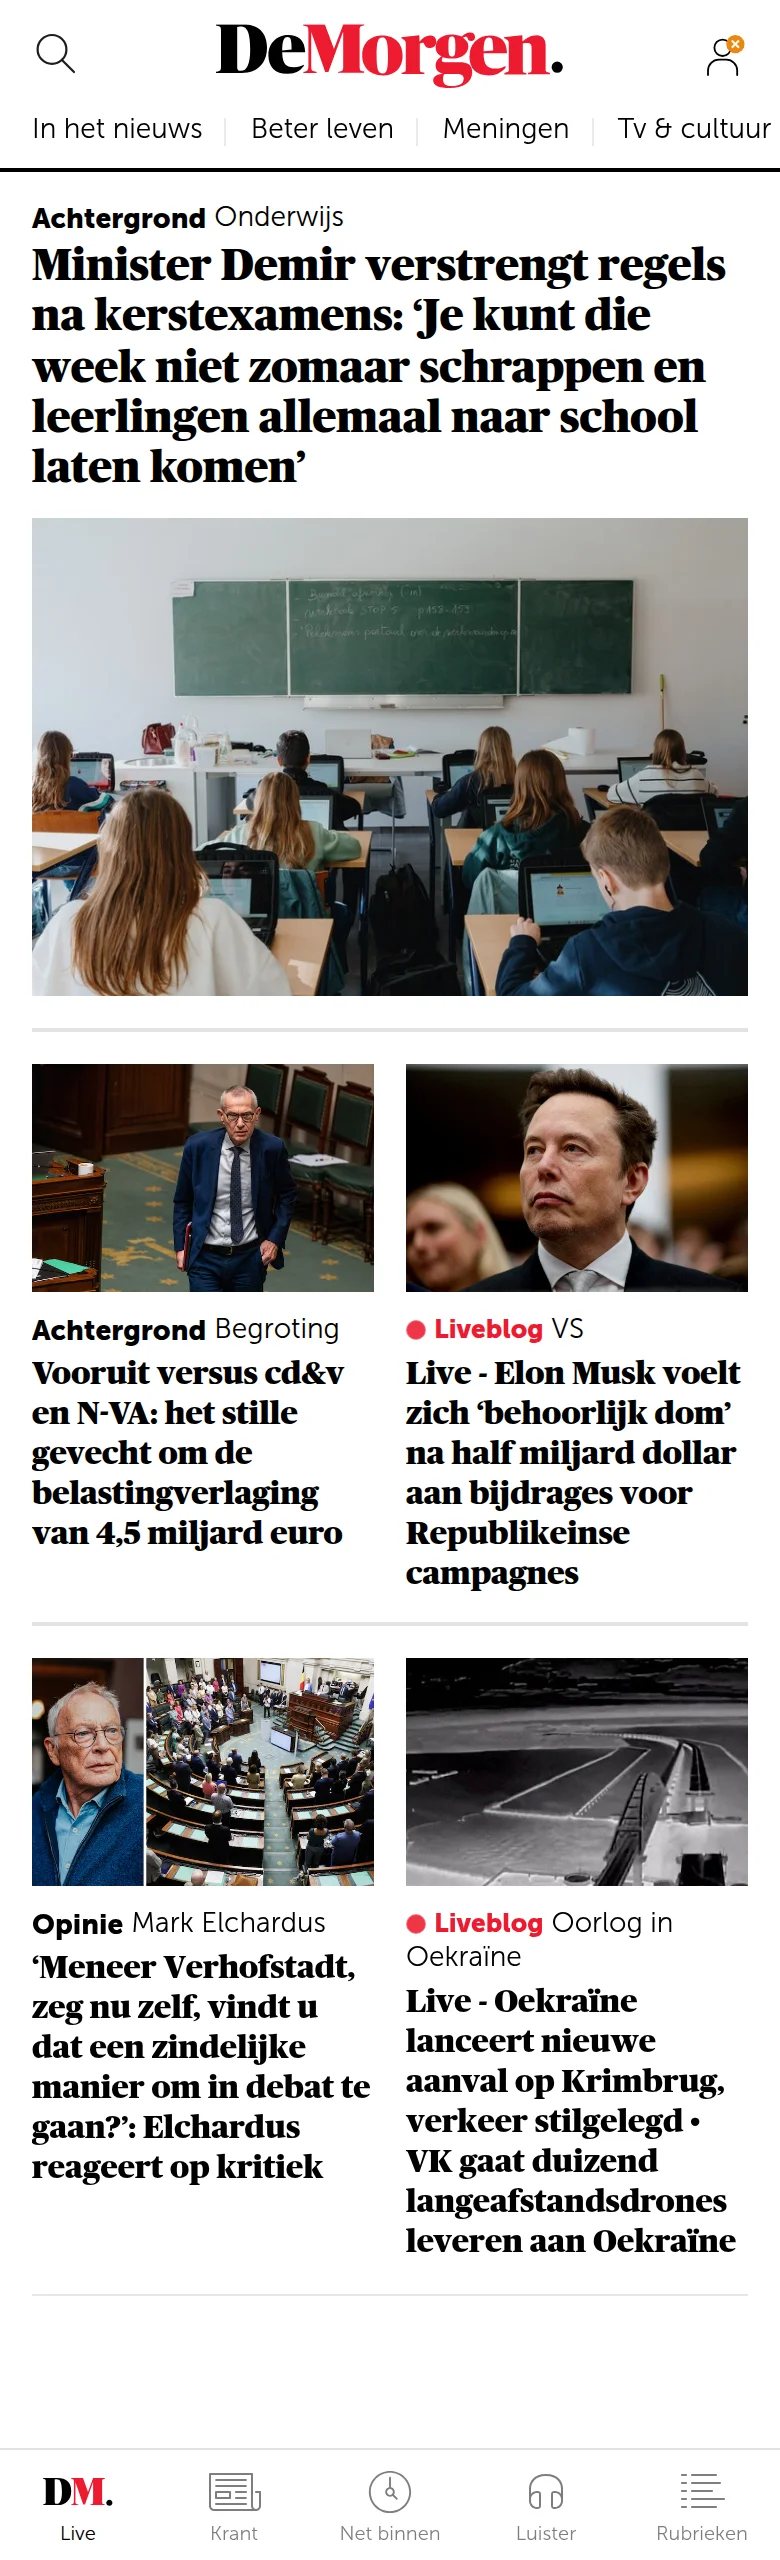 DeMorgen.
In het nieuws
Beter leven
Meningen
Tv & cultuur
Achtergrond Onderwijs
Minister Demir verstrengt regels
na kerstexamens: ‘Je kunt die
week niet zomaar schrappen en
leerlingen allemaal naar school
laten komen’
Achtergrond Begroting
Vooruit versus cd&v
en N-VA: het stille
gevecht om de
belastingverlaging
van 4,5 miljard euro
Liveblog VS
Live - Elon Musk voelt
zich ‘behoorlijk dom’
na half miljard dollar
aan bijdrages voor
Republikeinse
campagnes
Opinie Mark Elchardus
‘Meneer Verhofstadt,
zeg nu zelf, vindt u
dat een zindelijke
manier om in debat te
gaan?’: Elchardus
reageert op kritiek
Liveblog Oorlog in
Oekraïne
Live - Oekraïne
lanceert nieuwe
aanval op Krimbrug,
verkeer stilgelegd •
VK gaat duizend
langeafstandsdrones
leveren aan Oekraïne
DM.
Live
Krant
Net binnen
Luister
Rubrieken